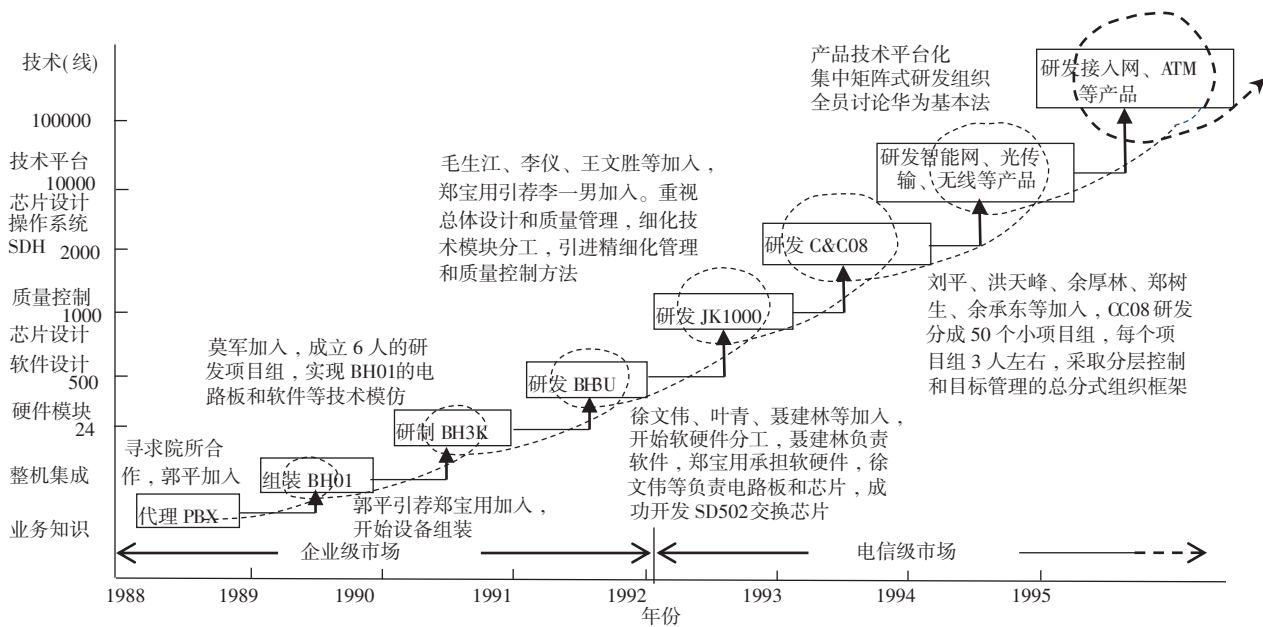 技术(线)
100000
技术平台
10000
芯片设计
操作系统
SDH
2000
质量控制
1000
芯片设计
软件设计
500
硬件模块
24
整机集成
业务知识
产品技术平台化
集中矩阵式研发组织
全员讨论华为基本法
研发接入网、ATM
等产品
毛生江、李仪、王文胜等加入，
郑宝用引荐李一男加入。重视
总体设计和质量管理，细化技
术模块分工，引进精细化管理
和质量控制方法
研发智能网、光传
输、无线等产品
研发 C&C08
刘平、洪天峰、余厚林、郑树
生、余承东等加入，CC08 研发
分成 50 个小项目组，每个项
目组 3 人左右，采取分层控制
和目标管理的总分式组织框架
研发 JK1000
莫军加入，成立 6 人的研
发项目组，实现 BH01的电
路板和软件等技术模仿
研发 BH3U
研制 BH3K
徐文伟、叶青、聂建林等加入，
开始软硬件分工，聂建林负责
软件，郑宝用承担软硬件，徐
文伟等负责电路板和芯片，成
功开发 SD502 交换芯片
寻求院所合
作，郭平加入
组装 BH01
郭平引荐郑宝用加入，
开始设备组装
代理 PBX
企业级市场
电信级市场
1988
1989
1990
1991
1992
1993
1994
1995
年份